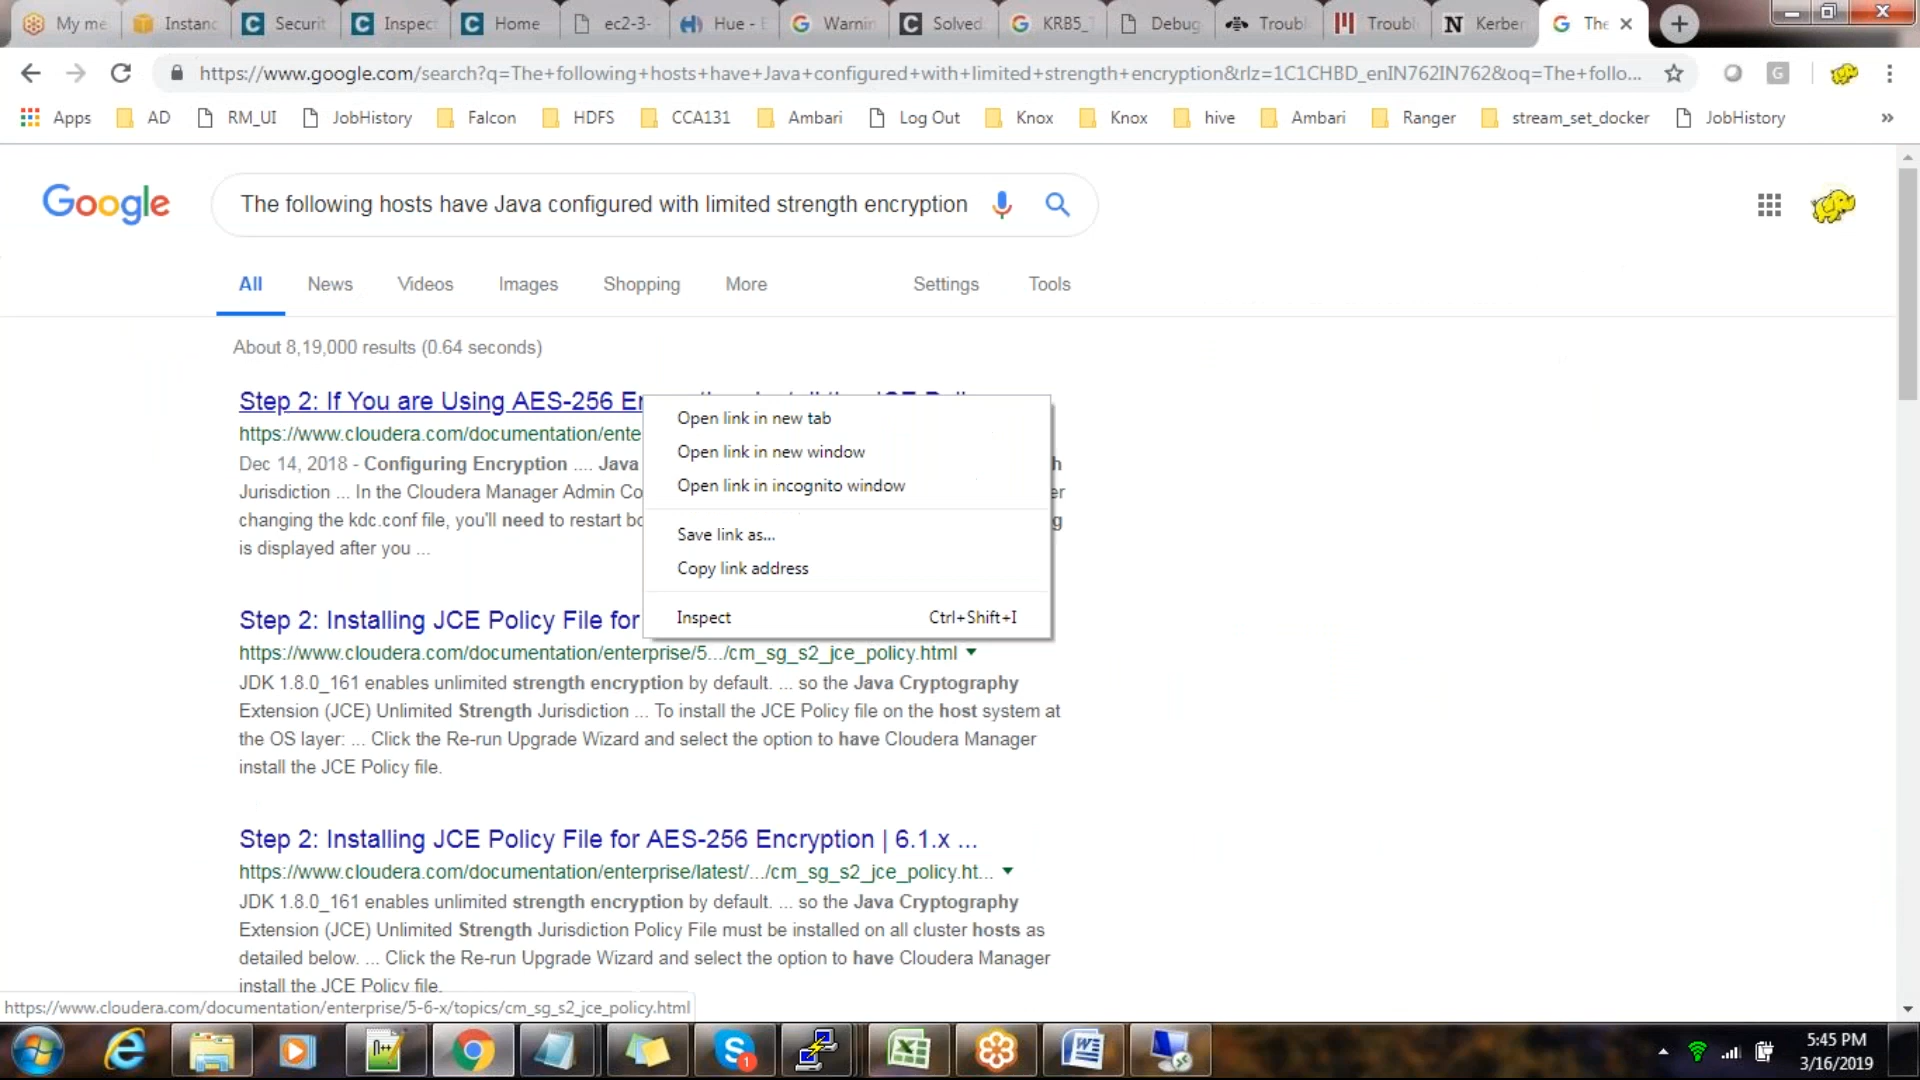 My me
Instanc
Securit
Inspect
Home
ec2-3-
Hue - E
Warnin
Solved
KRB5_
Debug
Troubl
Troubl
Kerber
The
https://www.google.com/search?q=The+following+hosts+have+Java+configured+with+limited+strength+encryption&rlz=1C1CHBD_enIN762IN762&oq=The+follo...
Apps
AD
RM_UI
JobHistory
Falcon
HDFS
CCA131
Ambari
Log Out
Knox
Knox
hive
Ambari
Ranger
stream_set_docker
JobHistory
»
Google
The following hosts have Java configured with limited strength encryption
All
News
Videos
Images
Shopping
More
Settings
Tools
About 8,19,000 results (0.64 seconds)
Step 2: If You are Using AES-256 E
https://www.cloudera.com/documentation/ente
Dec 14, 2018 - Configuring Encryption .... Java
Jurisdiction ... In the Cloudera Manager Admin Co
changing the kdc.conf file, you'll need to restart bo
is displayed after you ...
Open link in new tab
Open link in new window
Open link in incognito window
Save link as...
Copy link address
Inspect Ctrl+Shift+I
Step 2: Installing JCE Policy File for
https://www.cloudera.com/documentation/enterprise/5.../cm_sg_s2_jce_policy.html
JDK 1.8.0_161 enables unlimited strength encryption by default. ... so the Java Cryptography
Extension (JCE) Unlimited Strength Jurisdiction ... To install the JCE Policy file on the host system at
the OS layer: ... Click the Re-run Upgrade Wizard and select the option to have Cloudera Manager
install the JCE Policy file.
Step 2: Installing JCE Policy File for AES-256 Encryption | 6.1.x ...
https://www.cloudera.com/documentation/enterprise/latest/.../cm_sg_s2_jce_policy.ht...
JDK 1.8.0_161 enables unlimited strength encryption by default. ... so the Java Cryptography
Extension (JCE) Unlimited Strength Jurisdiction Policy File must be installed on all cluster hosts as
detailed below. ... Click the Re-run Upgrade Wizard and select the option to have Cloudera Manager
install the JCE Policy file.
https://www.cloudera.com/documentation/enterprise/5-6-x/topics/cm_sg_s2_jce_policy.html
5:45 PM
3/16/2019